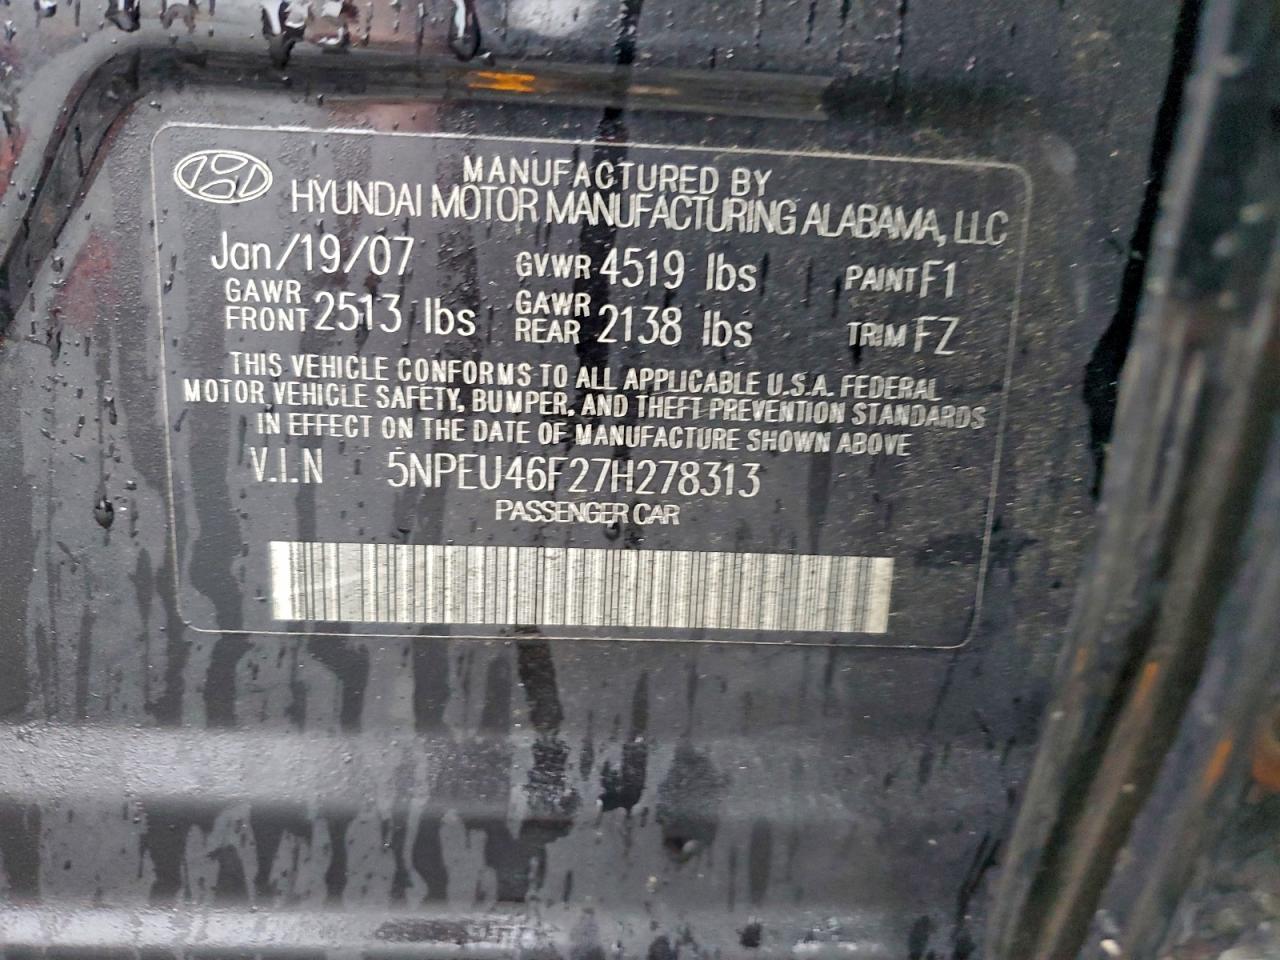 MANUFACTURED BY
HYUNDAI MOTOR MANUFACTURING ALABAMA, LLC
Jan/19/07 GVWR 4519 lbs PAINT F1
GAWR FRONT 2513 lbs GAWR REAR 2138 lbs TRIM FZ
THIS VEHICLE CONFORMS TO ALL APPLICABLE U.S.A. FEDERAL
MOTOR VEHICLE SAFETY, BUMPER, AND THEFT PREVENTION STANDARDS
IN EFFECT ON THE DATE OF MANUFACTURE SHOWN ABOVE
V.I.N 5NPEU46F27H278313
PASSENGER CAR